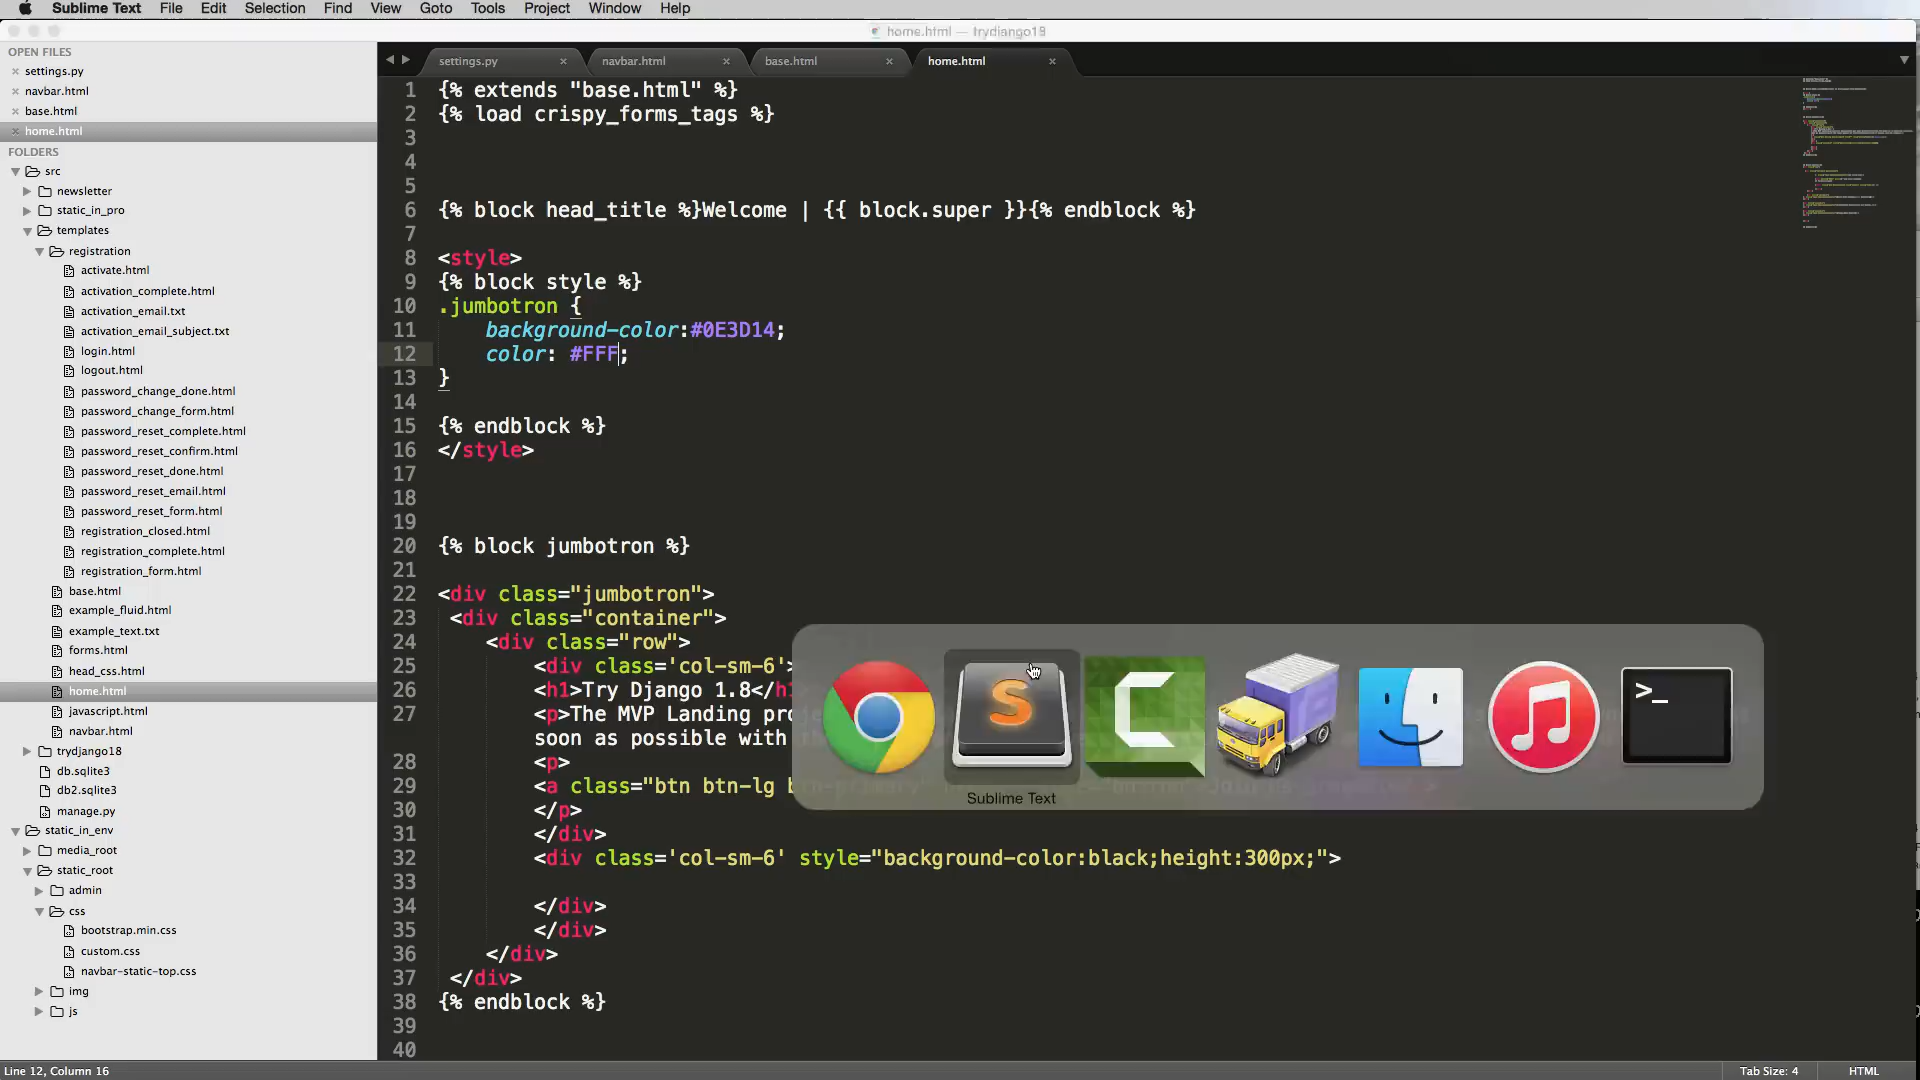 Sublime Text File Edit Selection Find View Goto Tools Project Window Help
home.html — trydjango18
OPEN FILES
settings.py
navbar.html
base.html
home.html
FOLDERS
src
newsletter
static_in_pro
templates
registration
activate.html
activation_complete.html
activation_email.txt
activation_email_subject.txt
login.html
logout.html
password_change_done.html
password_change_form.html
password_reset_complete.html
password_reset_confirm.html
password_reset_done.html
password_reset_email.html
password_reset_form.html
registration_closed.html
registration_complete.html
registration_form.html
base.html
example_fluid.html
example_text.txt
forms.html
head_css.html
home.html
javascript.html
navbar.html
trydjango18
db.sqlite3
db2.sqlite3
manage.py
static_in_env
media_root
static_root
admin
css
bootstrap.min.css
custom.css
navbar-static-top.css
img
js
settings.py navbar.html base.html home.html
1 {% extends "base.html" %}
2 {% load crispy_forms_tags %}
3
4
5
6 {% block head_title %}Welcome | {{ block.super }}{% endblock %}
7
8 <style>
9 {% block style %}
10 .jumbotron {
11 background-color:#0E3D14;
12 color: #FFF;
13 }
14
15 {% endblock %}
16 </style>
17
18
19
20 {% block jumbotron %}
21
22 <div class="jumbotron">
23 <div class="container">
24 <div class="row">
25 <div class='col-sm-6'>
26 <h1>Try Django 1.8</h1
27 <p>The MVP Landing pro
soon as possible with
28 <p>
29 <a class="btn btn-lg
30 </p>
31 </div>
32 <div class='col-sm-6' style="background-color:black;height:300px;">
33
34 </div>
35 </div>
36 </div>
37 </div>
38 {% endblock %}
39
40
S
C
>_
Sublime Text
Line 12, Column 16
Tab Size: 4
HTML